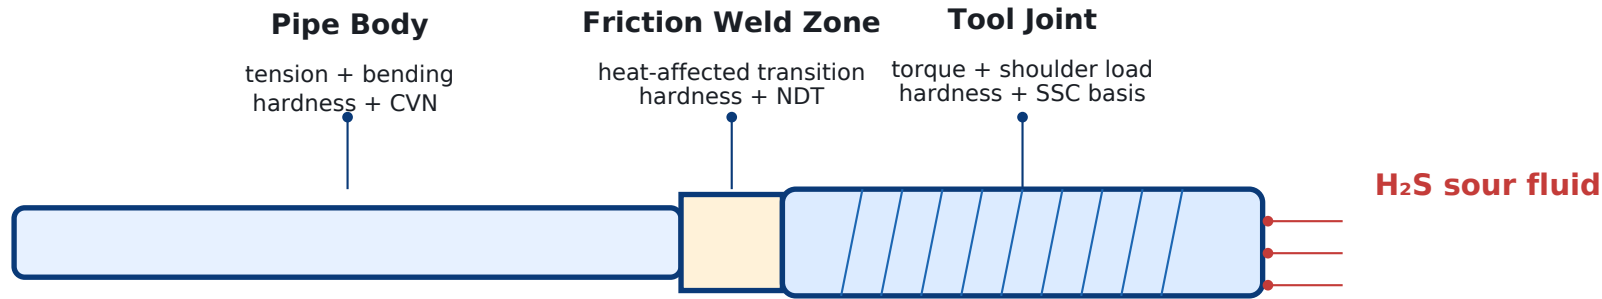 Pipe Body
tension + bending
hardness + CVN
Friction Weld Zone
heat-affected transition
hardness + NDT
Tool Joint
torque + shoulder load
hardness + SSC basis
H₂S sour fluid